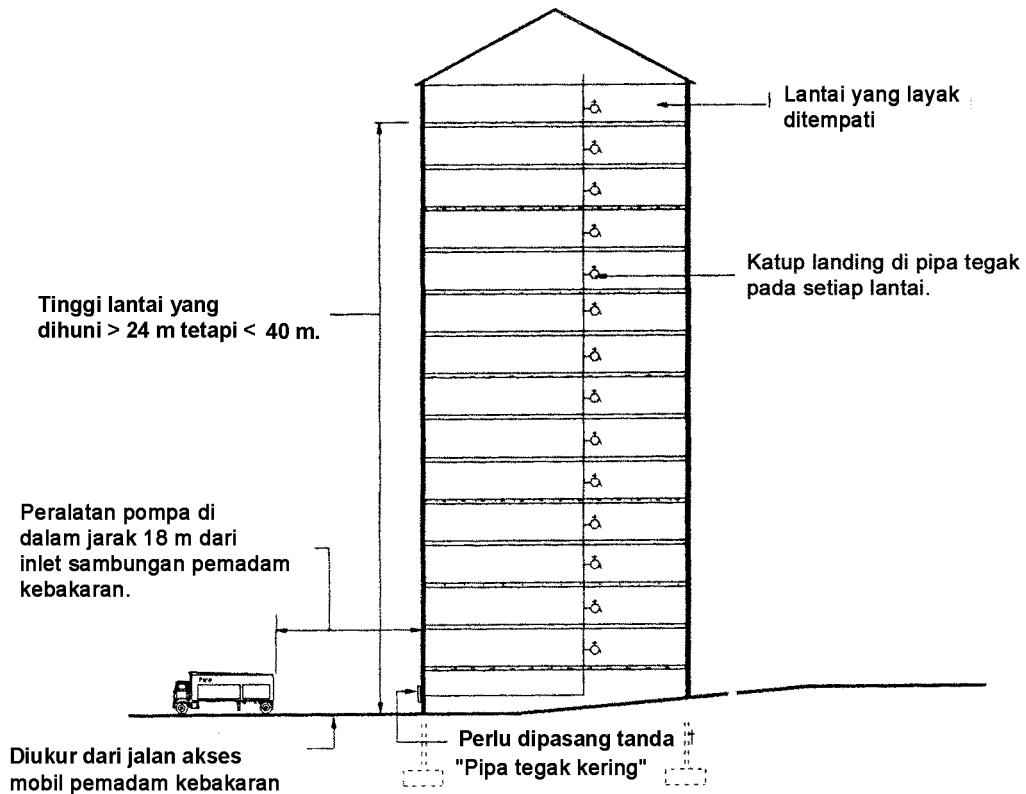 Lantai yang layak
ditempati
Katup landing di pipa tegak
pada setiap lantai.
Tinggi lantai yang
dihuni > 24 m tetapi < 40 m.
Peralatan pompa di
dalam jarak 18 m dari
inlet sambungan pemadam
kebakaran.
Diukur dari jalan akses
mobil pemadam kebakaran
Perlu dipasang tanda
"Pipa tegak kering"